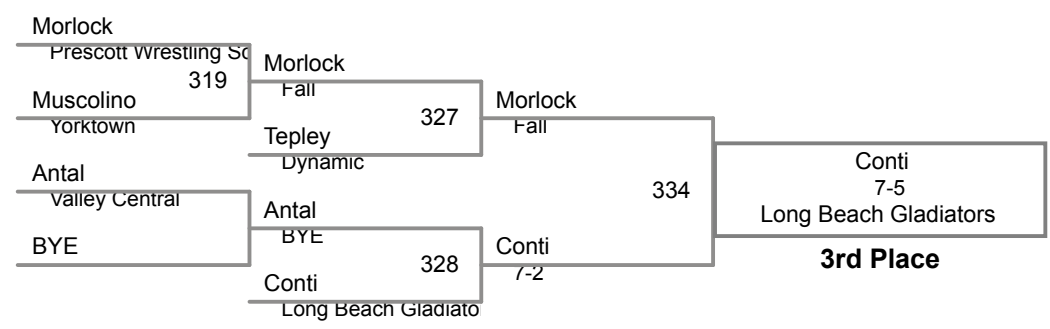 Morlock
Prescott Wrestling Sc
319
Muscolino
Yorktown
Antal
Valley Central
BYE
Morlock
Fall
327
Tepley
Dynamic
Antal
BYE
328
Conti
Long Beach Gladiato
Morlock
Fall
334
Conti
7-2
Conti
7-5
Long Beach Gladiators
3rd Place